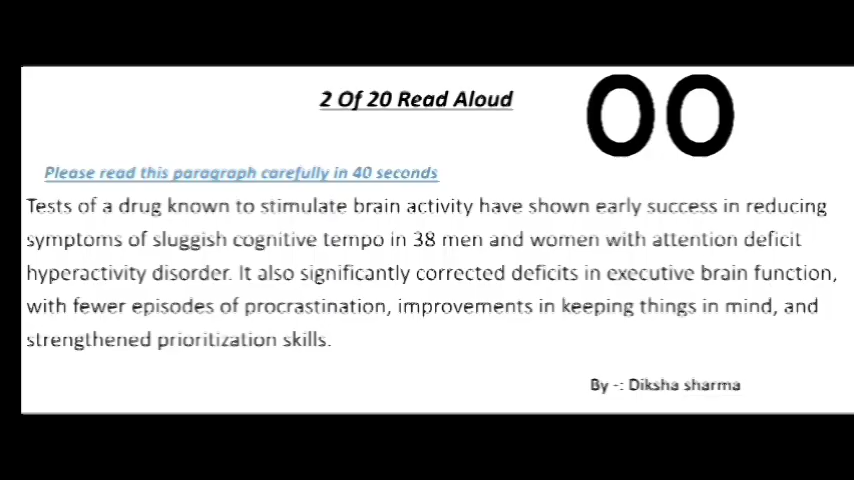 2 Of 20 Read Aloud
00
Please read this paragraph carefully in 40 seconds
Tests of a drug known to stimulate brain activity have shown early success in reducing
symptoms of sluggish cognitive tempo in 38 men and women with attention deficit
hyperactivity disorder. It also significantly corrected deficits in executive brain function,
with fewer episodes of procrastination, improvements in keeping things in mind, and
strengthened prioritization skills.
By -: Diksha sharma